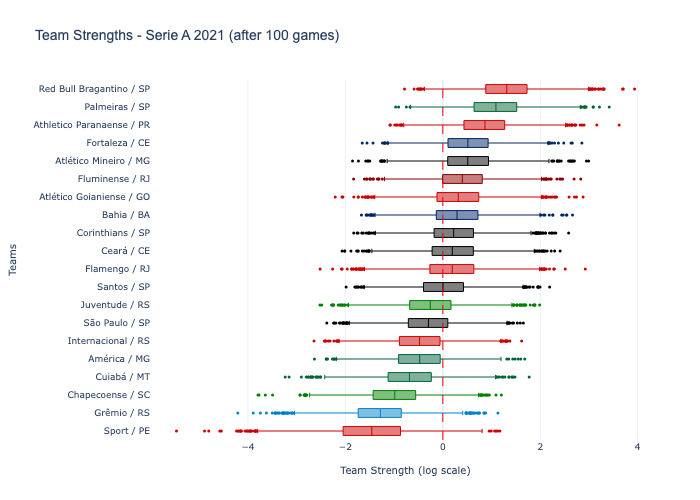 Team Strengths - Serie A 2021 (after 100 games)
Red Bull Bragantino / SP
Palmeiras / SP
Athletico Paranaense / PR
Fortaleza / CE
Atlético Mineiro / MG
Fluminense / RJ
Atlético Goianiense / GO
Bahia / BA
Corinthians / SP
Ceará / CE
Flamengo / RJ
Santos / SP
Juventude / RS
São Paulo / SP
Internacional / RS
América / MG
Cuiabá / MT
Chapecoense / SC
Grêmio / RS
Sport / PE
Teams
−4 −2 0 2 4
Team Strength (log scale)